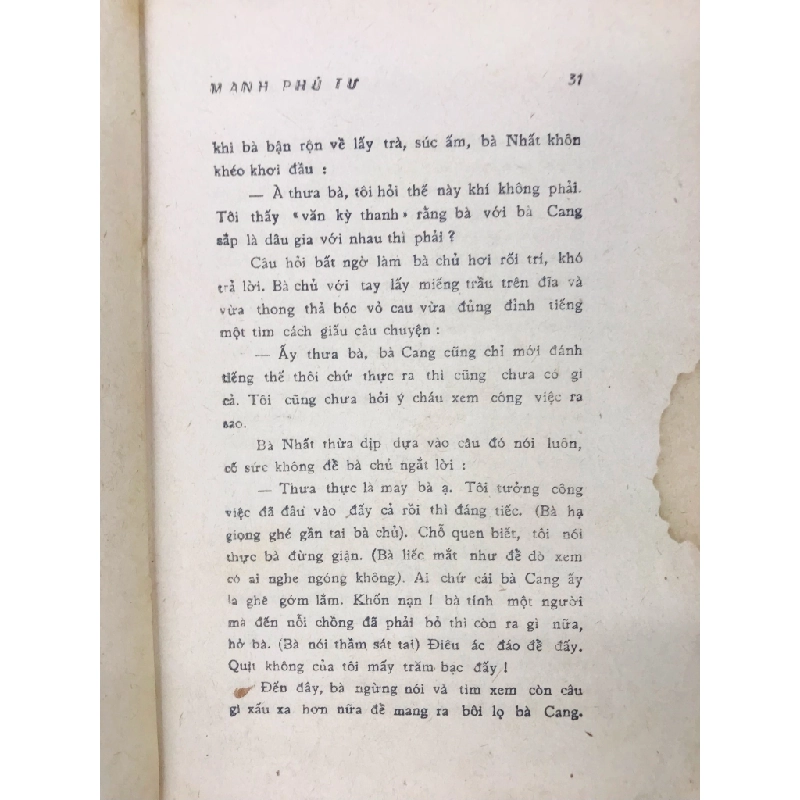 MẠNH PHÚ TƯ 31
khi bà bận rộn về lấy trà, súc ấm, bà Nhất khôn
khéo khơi đầu :
— À thưa bà, tôi hỏi thế này khí không phải.
Tôi thấy «văn kỳ thanh» rằng bà với bà Cang
sắp là dâu gia với nhau thì phải ?
Câu hỏi bất ngờ làm bà chủ hơi rối trí, khó
trả lời. Bà chủ với tay lấy miếng trầu trên đĩa và
vừa thong thả bóc vỏ cau vừa đủng đỉnh tiếng
một tìm cách giấu câu chuyện :
— Ấy thưa bà, bà Cang cũng chỉ mới đánh
tiếng thế thôi chứ thực ra thì cũng chưa có gì
cả. Tôi cũng chưa hỏi ý cháu xem công việc ra
sao.
Bà Nhất thừa dịp dựa vào câu đó nói luôn,
cố sức không để bà chủ ngắt lời :
— Thưa thực là may bà ạ. Tôi tưởng công
việc đã đâu vào đấy cả rồi thì đáng tiếc. (Bà hạ
giọng ghé gần tai bà chủ). Chỗ quen biết, tôi nói
thực bà đừng giận. (Bà liếc mắt như để dò xem
có ai nghe ngóng không). Ai chứ cái bà Cang ấy
là ghê gớm lắm. Khốn nạn ! bà tính một người
mà đến nỗi chồng đã phải bỏ thì còn ra gì nữa,
hở bà. (Bà nói thầm sát tai) Điêu ác đáo để đấy.
Quịt không của tôi mấy trăm bạc đấy !
Đến đây, bà ngừng nói và tìm xem còn câu
gì xấu xa hơn nữa để mang ra bôi lọ bà Cang.